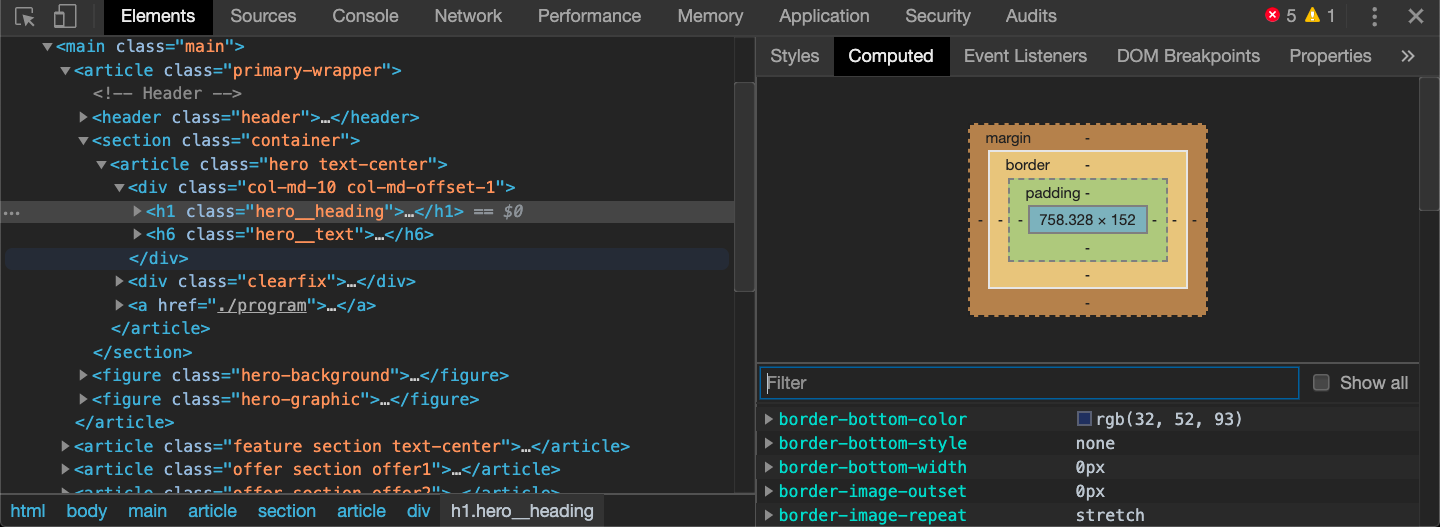 Elements Sources Console Network Performance Memory Application Security Audits 5 1
<main class="main">
<article class="primary-wrapper">
<!-- Header -->
<header class="header">…</header>
<section class="container">
<article class="hero text-center">
<div class="col-md-10 col-md-offset-1">
… <h1 class="hero__heading">…</h1> == $0
<h6 class="hero__text">…</h6>
</div>
<div class="clearfix">…</div>
<a href="./program">…</a>
</article>
</section>
<figure class="hero-background">…</figure>
<figure class="hero-graphic">…</figure>
</article>
<article class="feature section text-center">…</article>
<article class="offer section offer1">…</article>
<article class="offer section offer2">…</article>
html body main article section article div h1.hero__heading
Styles Computed Event Listeners DOM Breakpoints Properties »
margin -
border -
padding -
- - - 758.328 × 152 - - -
-
-
-
Filter Show all
border-bottom-color rgb(32, 52, 93)
border-bottom-style none
border-bottom-width 0px
border-image-outset 0px
border-image-repeat stretch